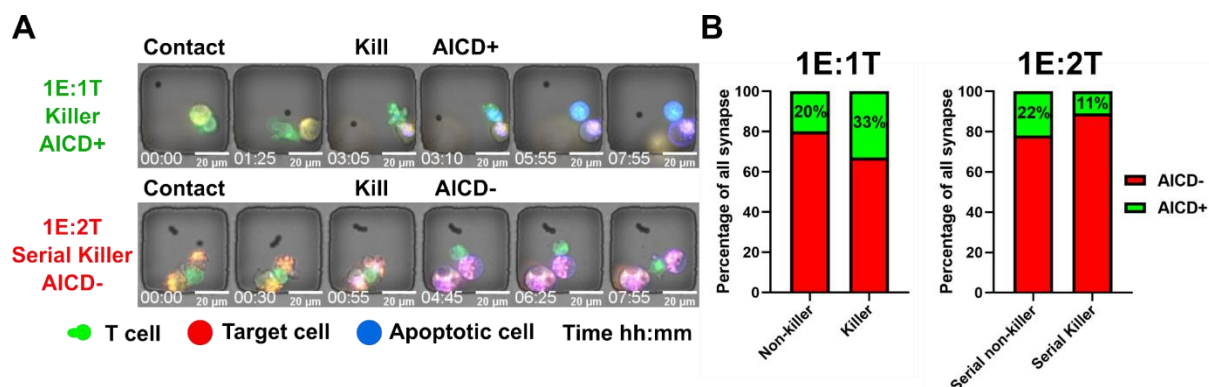 A
Contact Kill AICD+
1E:1T
Killer
AICD+
00:00 20 µm 01:25 20 µm 03:05 20 µm 03:10 20 µm 05:55 20 µm 07:55 20 µm
Contact Kill AICD-
1E:2T
Serial Killer
AICD-
00:00 20 µm 00:30 20 µm 00:55 20 µm 04:45 20 µm 06:25 20 µm 07:55 20 µm
T cell Target cell Apoptotic cell Time hh:mm
B
1E:1T
Percentage of all synapse
100
80
60
40
20
0
20%
33%
Non-killer
Killer
1E:2T
Percentage of all synapse
100
80
60
40
20
0
22%
11%
Serial non-killer
Serial Killer
AICD-
AICD+